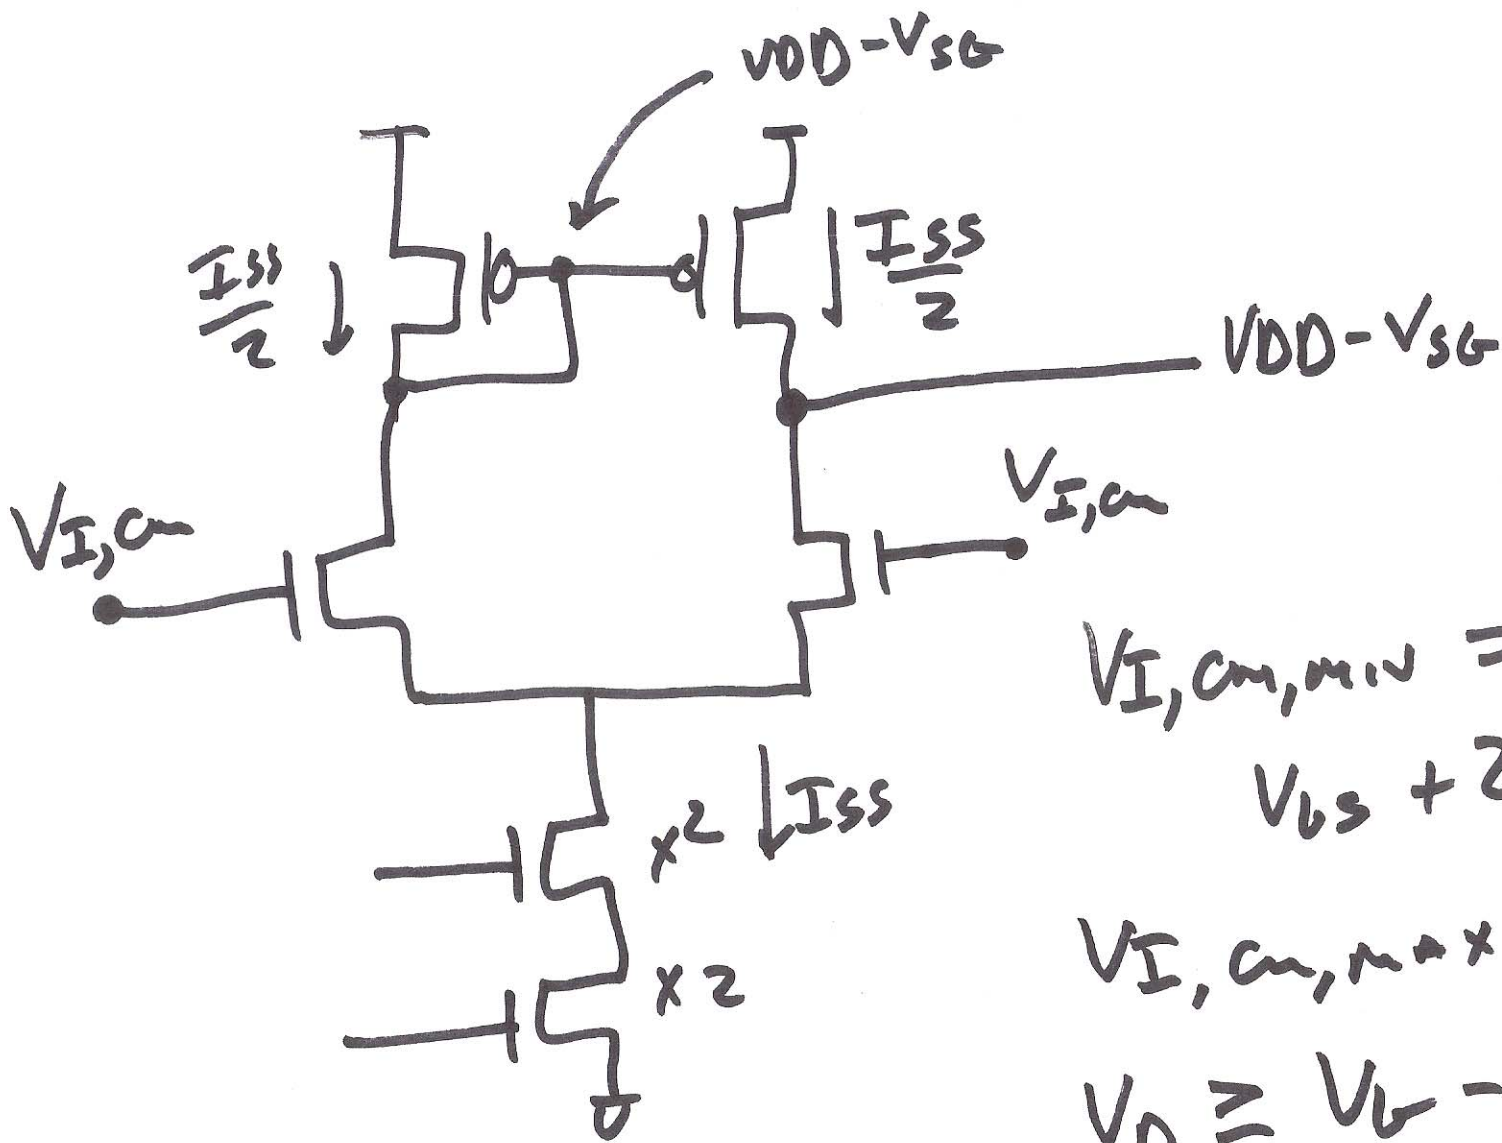 VDD-VSG
ISS/2
ISS/2
VDD-VSG
VI,cm
VI,cm
VI,cm,min =
VGS + 2
x2
ISS
x2
VI,cm,max
VD ≥ VG -